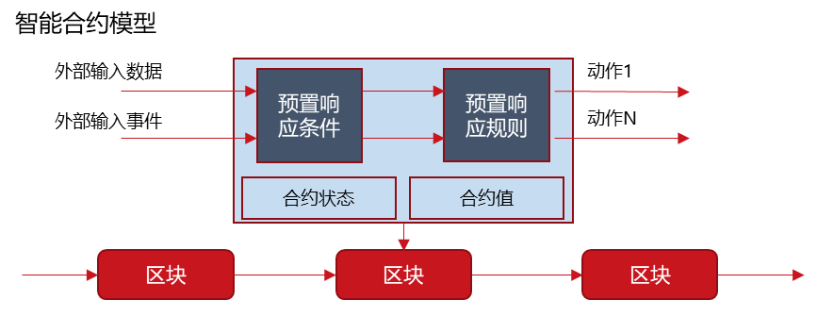 智能合约模型
外部输入数据
外部输入事件
预置响
应条件
预置响
应规则
动作1
动作N
合约状态
合约值
区块
区块
区块